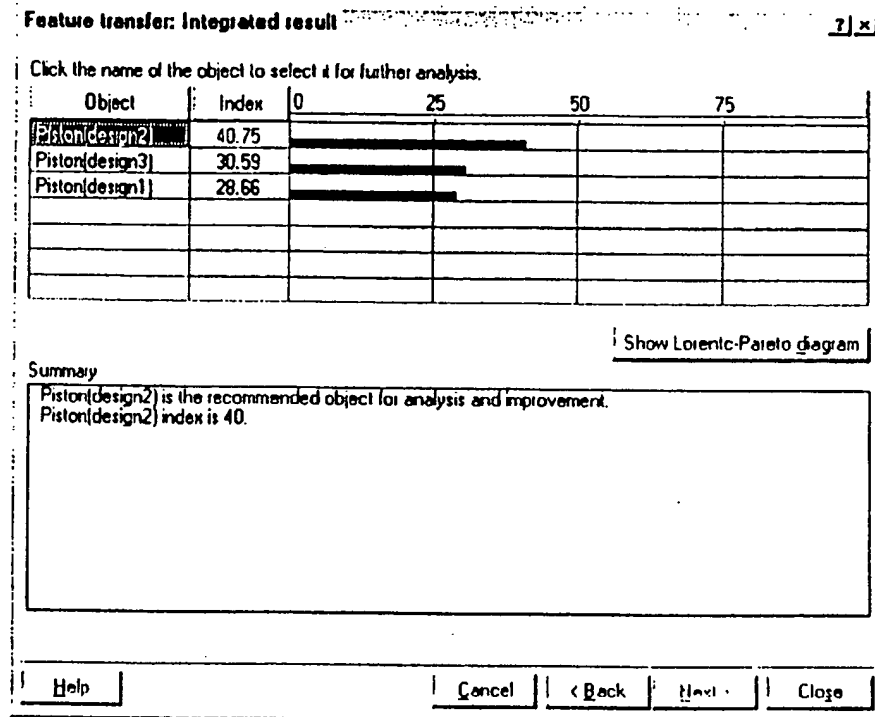 Feature transfer: Integrated result
? ×
Click the name of the object to select it for further analysis.
Object Index 0 25 50 75
Piston(design2) 40.75
Piston(design3) 30.59
Piston(design1) 28.66
Show Lorentc-Pareto diagram
Summary
Piston(design2) is the recommended object for analysis and improvement.
Piston(design2) index is 40.
Help Cancel < Back Next > Close